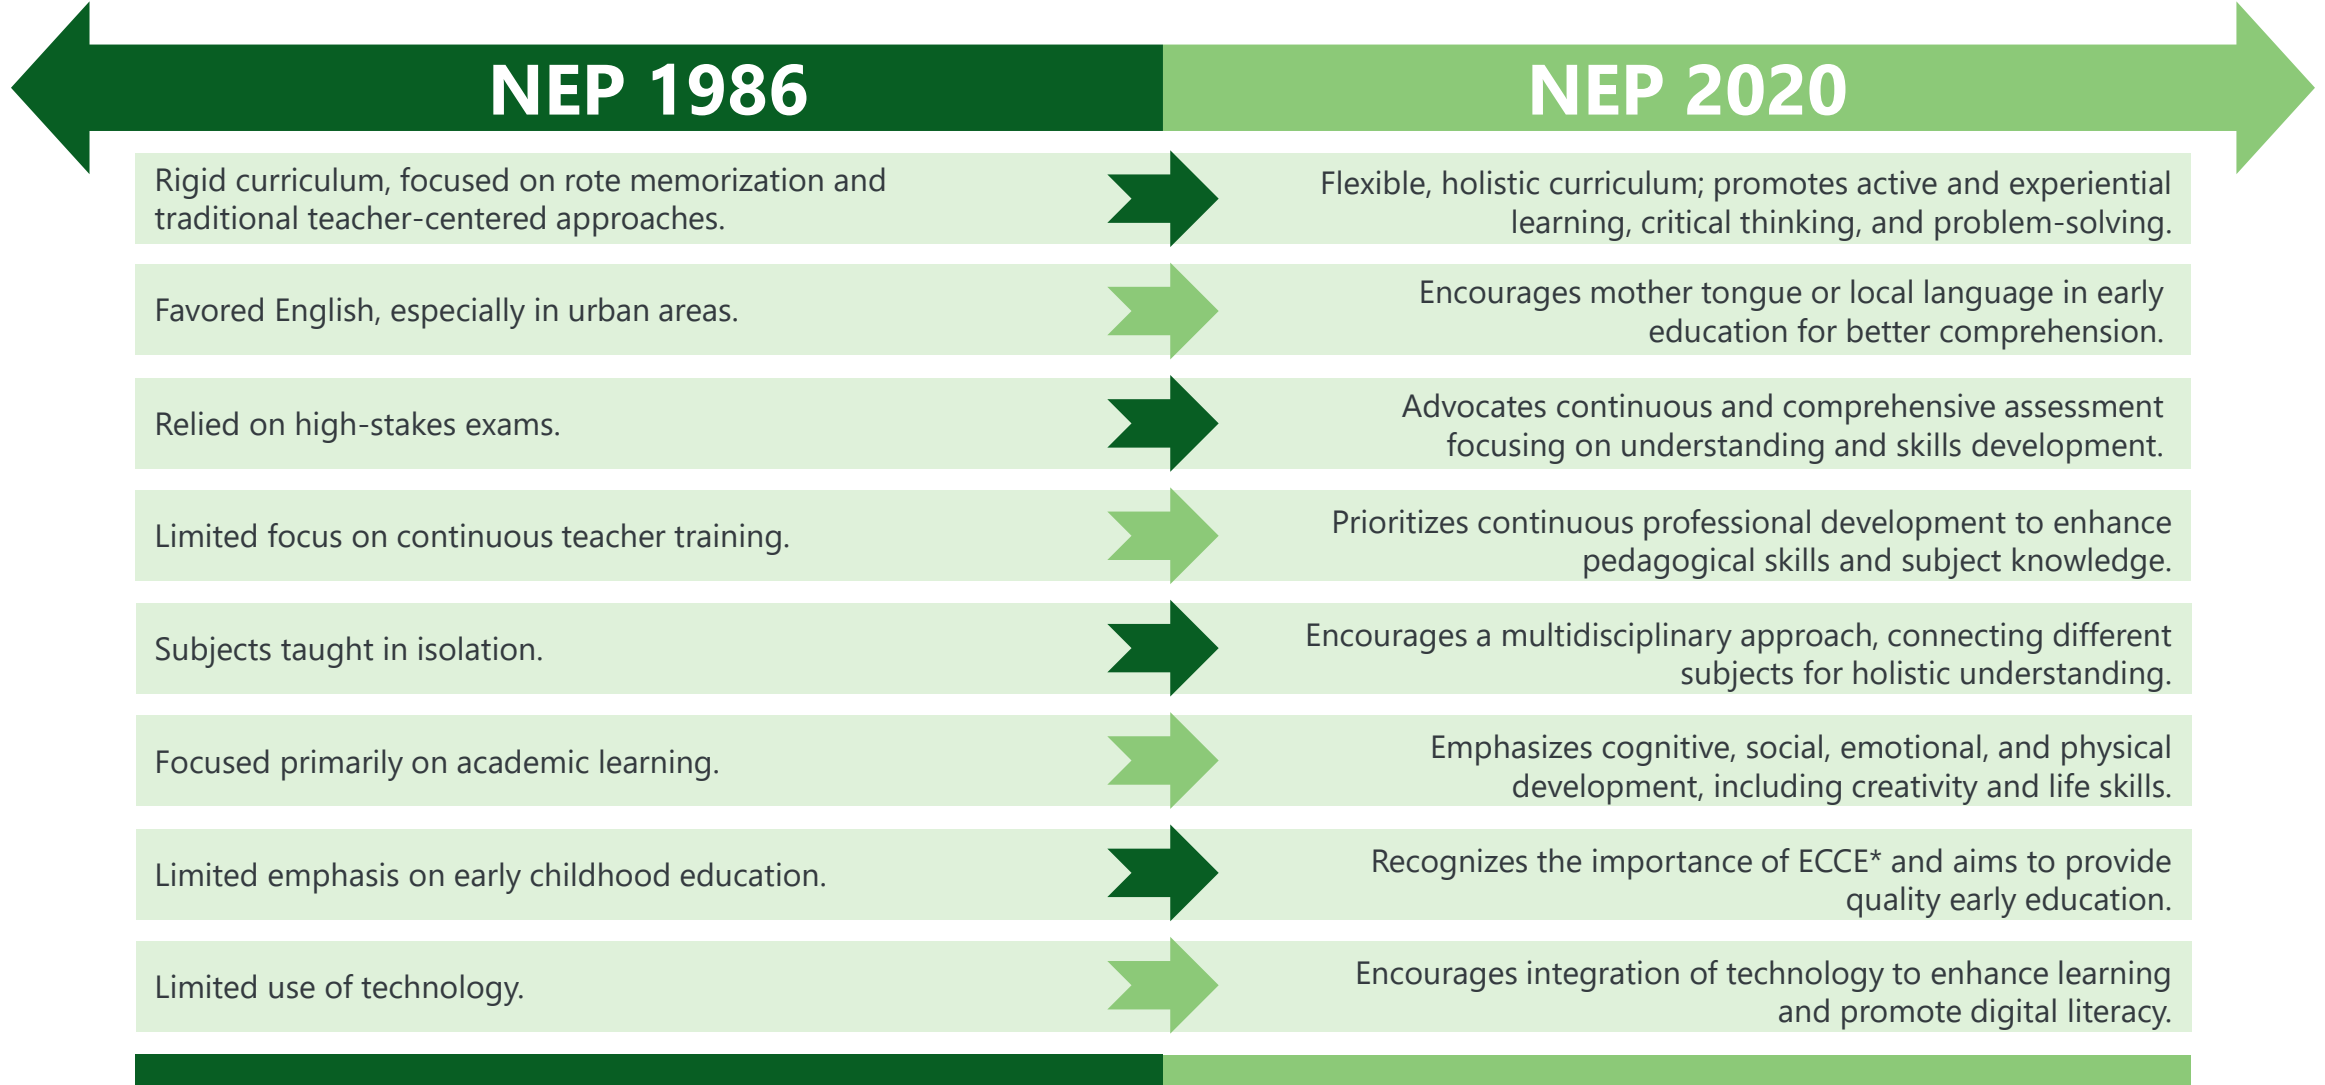 NEP 1986
NEP 2020
Rigid curriculum, focused on rote memorization and
traditional teacher-centered approaches.
Flexible, holistic curriculum; promotes active and experiential
learning, critical thinking, and problem-solving.
Favored English, especially in urban areas.
Encourages mother tongue or local language in early
education for better comprehension.
Relied on high-stakes exams.
Advocates continuous and comprehensive assessment
focusing on understanding and skills development.
Limited focus on continuous teacher training.
Prioritizes continuous professional development to enhance
pedagogical skills and subject knowledge.
Subjects taught in isolation.
Encourages a multidisciplinary approach, connecting different
subjects for holistic understanding.
Focused primarily on academic learning.
Emphasizes cognitive, social, emotional, and physical
development, including creativity and life skills.
Limited emphasis on early childhood education.
Recognizes the importance of ECCE* and aims to provide
quality early education.
Limited use of technology.
Encourages integration of technology to enhance learning
and promote digital literacy.